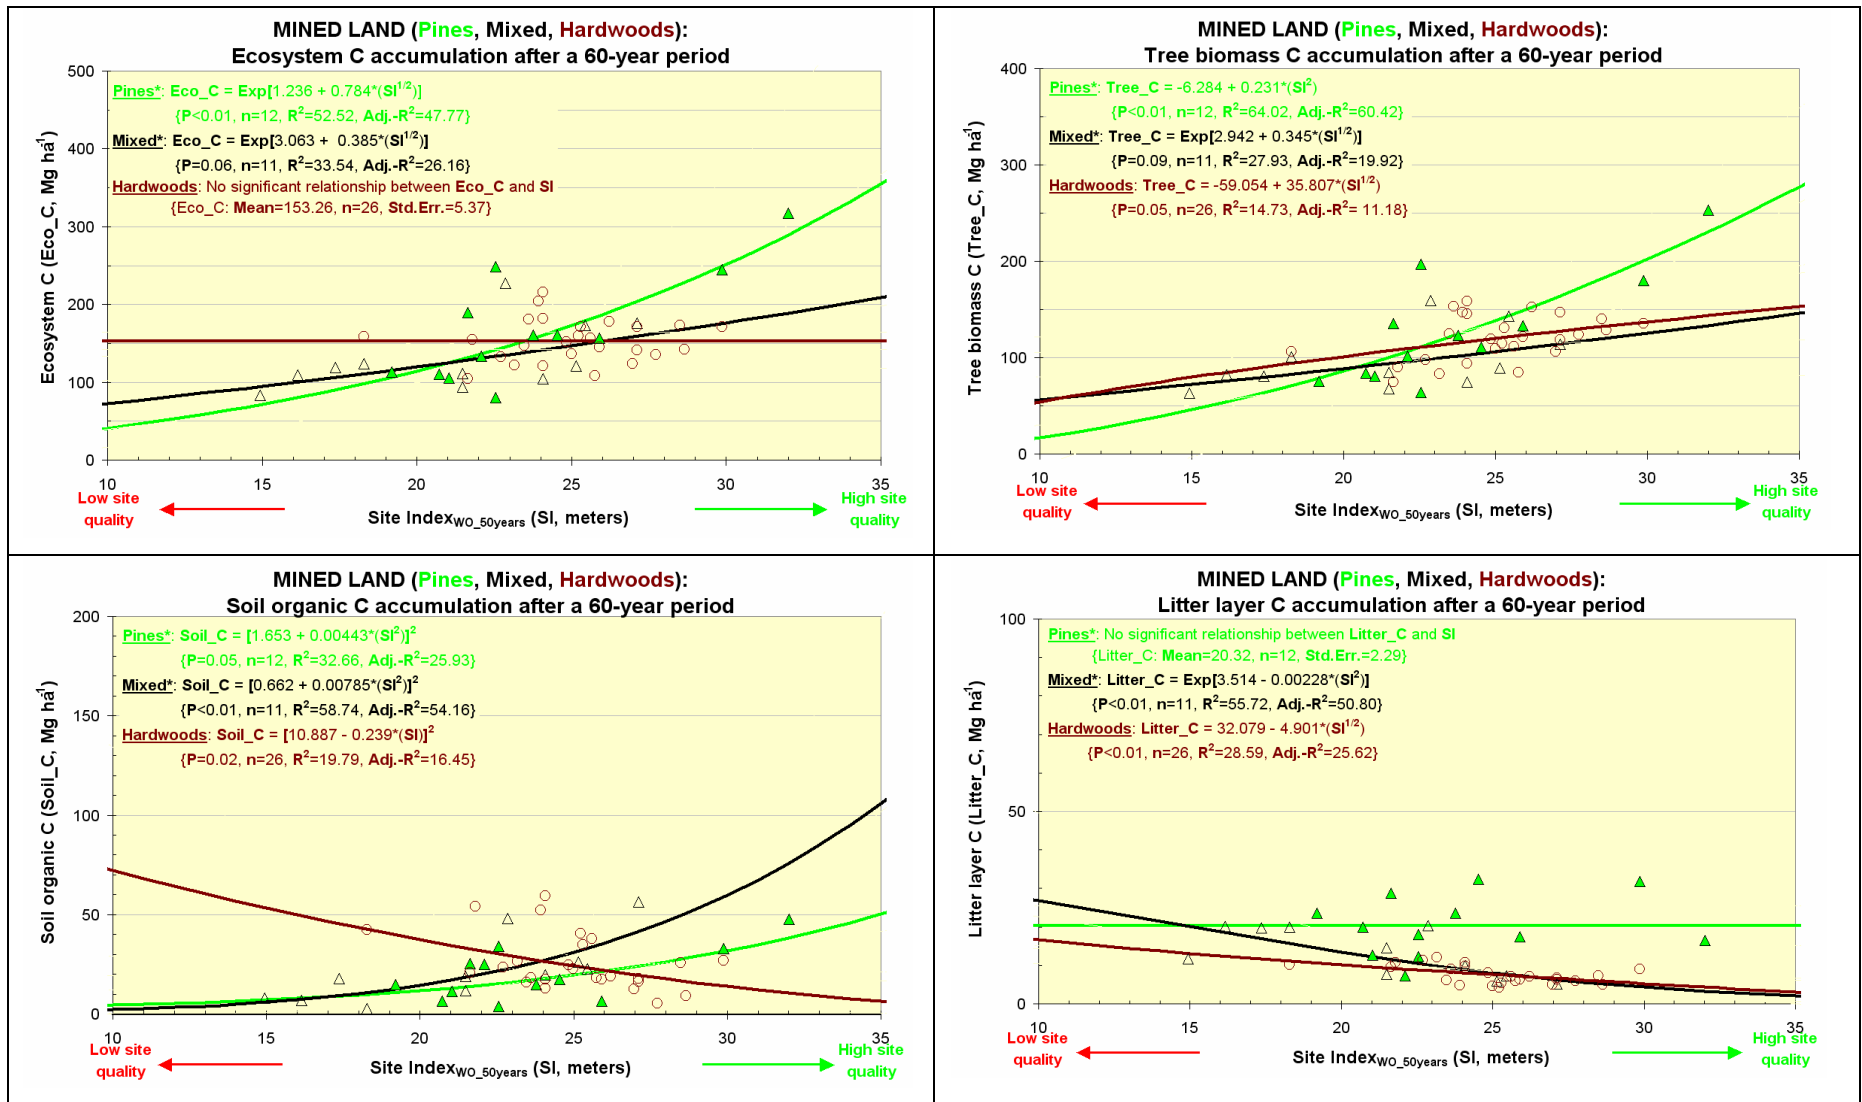 MINED LAND (Pines, Mixed, Hardwoods):
Ecosystem C accumulation after a 60-year period
Pines*: Eco_C = Exp[1.236 + 0.784*(SI^1/2)]
{P<0.01, n=12, R²=52.52, Adj.-R²=47.77}
Mixed*: Eco_C = Exp[3.063 + 0.385*(SI^1/2)]
{P=0.06, n=11, R²=33.54, Adj.-R²=26.16}
Hardwoods: No significant relationship between Eco_C and SI
{Eco_C: Mean=153.26, n=26, Std.Err.=5.37}
Ecosystem C (Eco_C, Mg ha¹)
500
400
300
200
100
0
10 15 20 25 30 35
Low site quality
High site quality
Site Index WO_50years (SI, meters)
MINED LAND (Pines, Mixed, Hardwoods):
Tree biomass C accumulation after a 60-year period
Pines*: Tree_C = -6.284 + 0.231*(SI²)
{P<0.01, n=12, R²=64.02, Adj.-R²=60.42}
Mixed*: Tree_C = Exp[2.942 + 0.345*(SI^1/2)]
{P=0.09, n=11, R²=27.93, Adj.-R²=19.92}
Hardwoods: Tree_C = -59.054 + 35.807*(SI^1/2)
{P=0.05, n=26, R²=14.73, Adj.-R²= 11.18}
Tree biomass C (Tree_C, Mg ha¹)
400
300
200
100
0
10 15 20 25 30 35
Low site quality
High site quality
Site Index WO_50years (SI, meters)
MINED LAND (Pines, Mixed, Hardwoods):
Soil organic C accumulation after a 60-year period
Pines*: Soil_C = [1.653 + 0.00443*(SI²)]²
{P=0.05, n=12, R²=32.66, Adj.-R²=25.93}
Mixed*: Soil_C = [0.662 + 0.00785*(SI²)]²
{P<0.01, n=11, R²=58.74, Adj.-R²=54.16}
Hardwoods: Soil_C = [10.887 - 0.239*(SI)]²
{P=0.02, n=26, R²=19.79, Adj.-R²=16.45}
Soil organic C (Soil_C, Mg ha¹)
200
150
100
50
0
10 15 20 25 30 35
Low site quality
High site quality
Site Index WO_50years (SI, meters)
MINED LAND (Pines, Mixed, Hardwoods):
Litter layer C accumulation after a 60-year period
Pines*: No significant relationship between Litter_C and SI
{Litter_C: Mean=20.32, n=12, Std.Err.=2.29}
Mixed*: Litter_C = Exp[3.514 - 0.00228*(SI²)]
{P<0.01, n=11, R²=55.72, Adj.-R²=50.80}
Hardwoods: Litter_C = 32.079 - 4.901*(SI^1/2)
{P<0.01, n=26, R²=28.59, Adj.-R²=25.62}
Litter layer C (Litter_C, Mg ha¹)
100
50
0
10 15 20 25 30 35
Low site quality
High site quality
Site Index WO_50years (SI, meters)